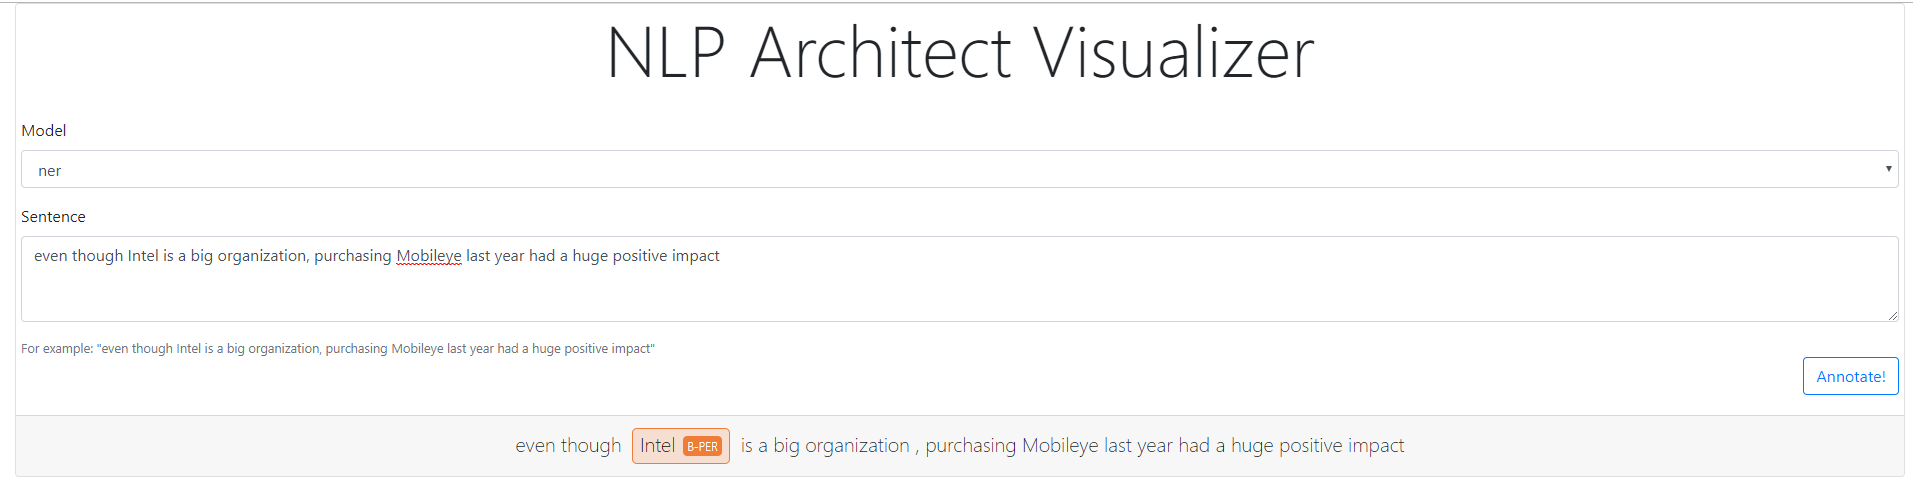 NLP Architect Visualizer
Model
ner
Sentence
even though Intel is a big organization, purchasing Mobileye last year had a huge positive impact
For example: "even though Intel is a big organization, purchasing Mobileye last year had a huge positive impact"
Annotate!
even though Intel B-PER is a big organization , purchasing Mobileye last year had a huge positive impact